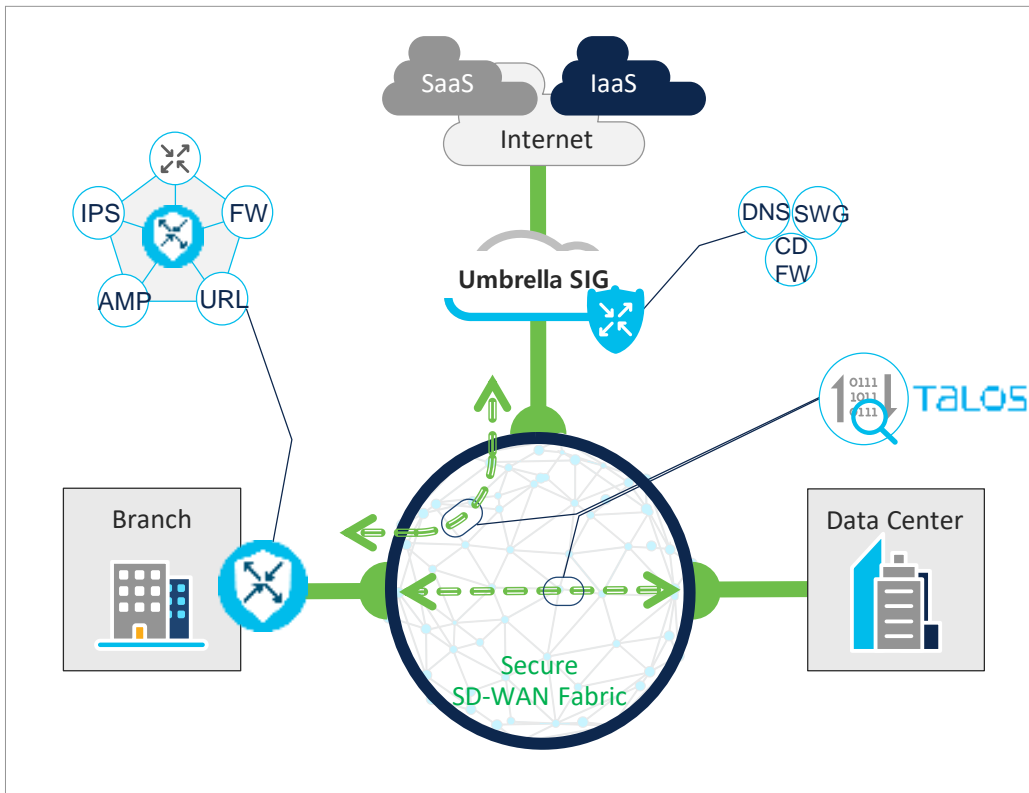 SaaS
IaaS
Internet
IPS
FW
AMP
URL
DNS
SWG
CD
FW
Umbrella SIG
0111
1011
0111
TALOS
Branch
Data Center
Secure
SD-WAN Fabric